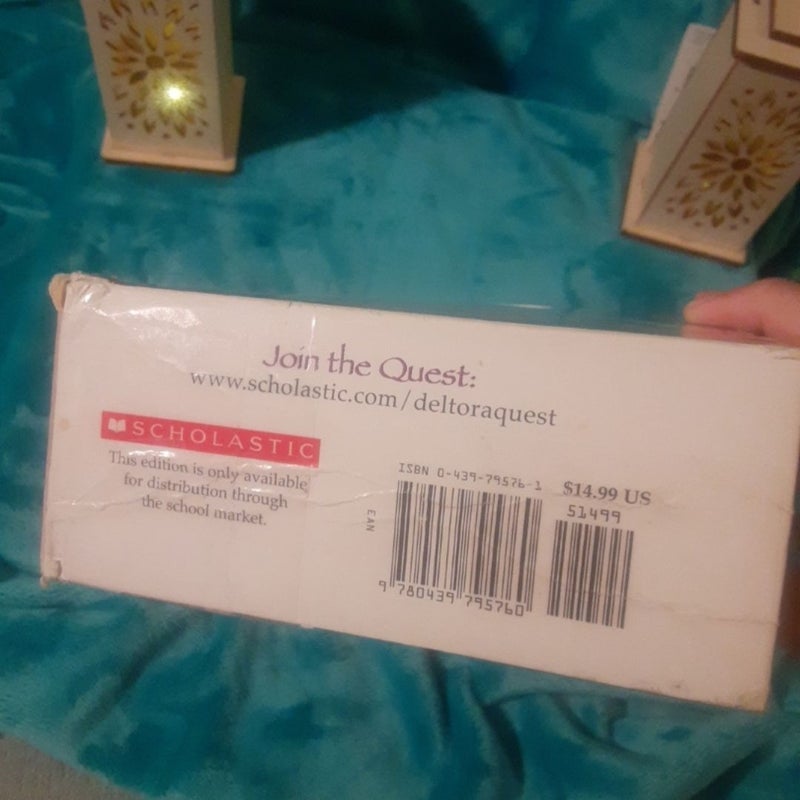 Join the Quest:
www.scholastic.com/deltoraquest
SCHOLASTIC
This edition is only available
for distribution through
the school market.
ISBN 0-439-79576-1
$14.99 US
51499
EAN
9 780439 795760